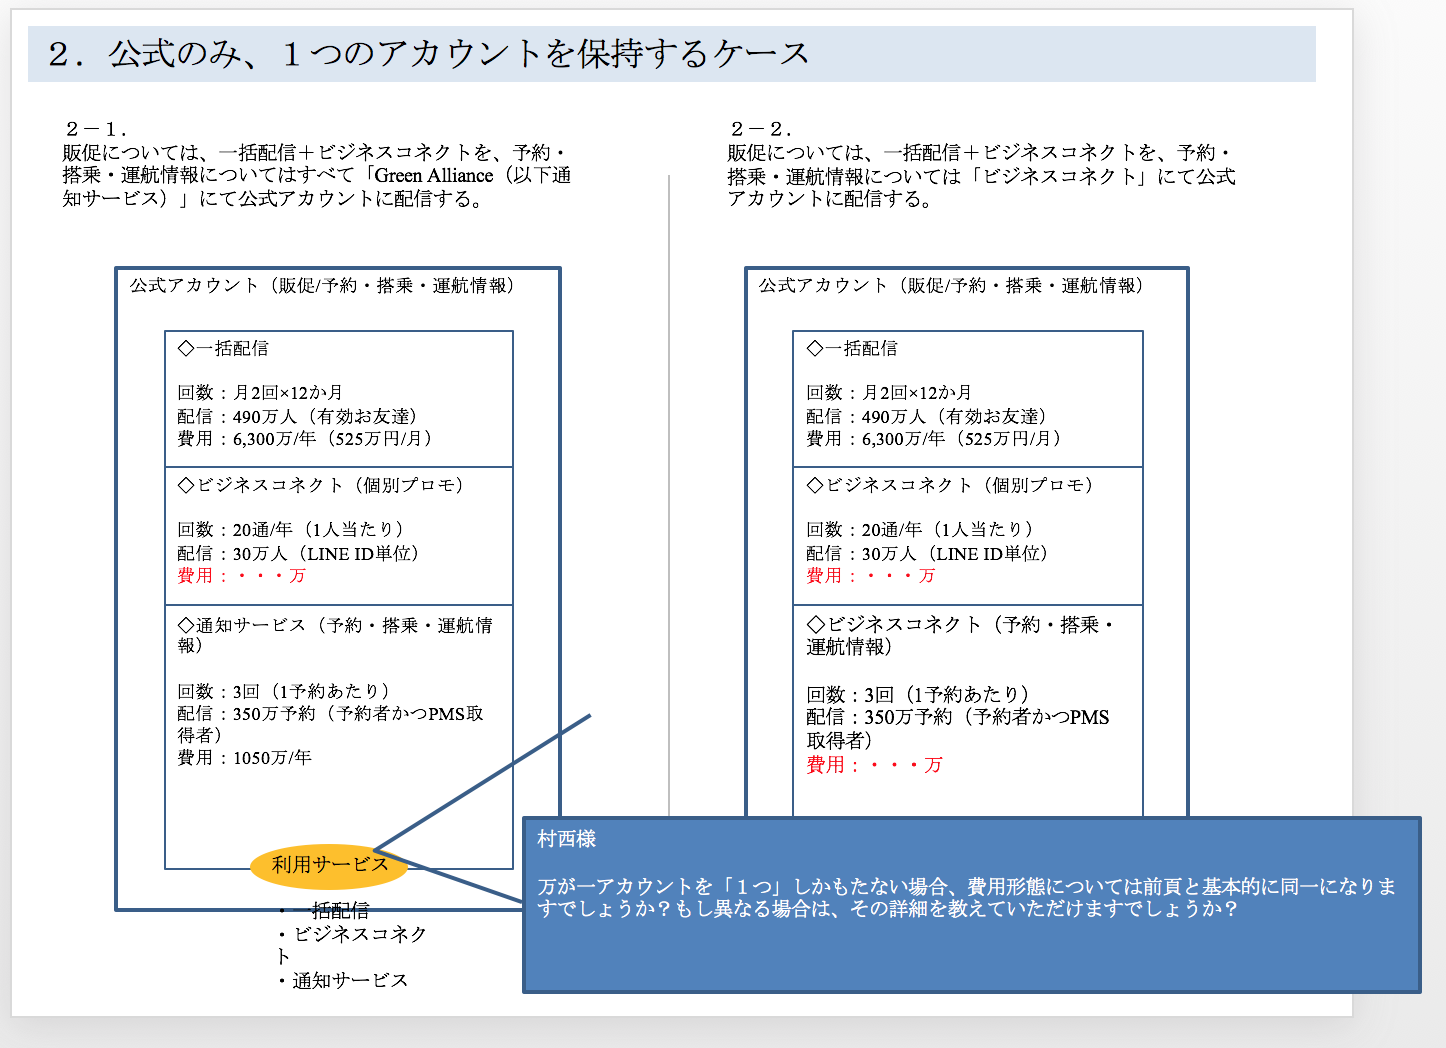 ２．公式のみ、１つのアカウントを保持するケース
２－１．
販促については、一括配信＋ビジネスコネクトを、予約・
搭乗・運航情報についてはすべて「Green Alliance（以下通
知サービス）」にて公式アカウントに配信する。
公式アカウント（販促/予約・搭乗・運航情報）
◇一括配信
回数：月2回×12か月
配信：490万人（有効お友達）
費用：6,300万/年（525万円/月）
◇ビジネスコネクト（個別プロモ）
回数：20通/年（1人当たり）
配信：30万人（LINE ID単位）
費用：・・・万
◇通知サービス（予約・搭乗・運航情
報）
回数：3回（1予約あたり）
配信：350万予約（予約者かつPMS取
得者）
費用：1050万/年
利用サービス
・一括配信
・ビジネスコネク
ト
・通知サービス
２－２．
販促については、一括配信＋ビジネスコネクトを、予約・
搭乗・運航情報については「ビジネスコネクト」にて公式
アカウントに配信する。
公式アカウント（販促/予約・搭乗・運航情報）
◇一括配信
回数：月2回×12か月
配信：490万人（有効お友達）
費用：6,300万/年（525万円/月）
◇ビジネスコネクト（個別プロモ）
回数：20通/年（1人当たり）
配信：30万人（LINE ID単位）
費用：・・・万
◇ビジネスコネクト（予約・搭乗・
運航情報）
回数：3回（1予約あたり）
配信：350万予約（予約者かつPMS
取得者）
費用：・・・万
村西様
万が一アカウントを「１つ」しかもたない場合、費用形態については前頁と基本的に同一になりま
すでしょうか？もし異なる場合は、その詳細を教えていただけますでしょうか？